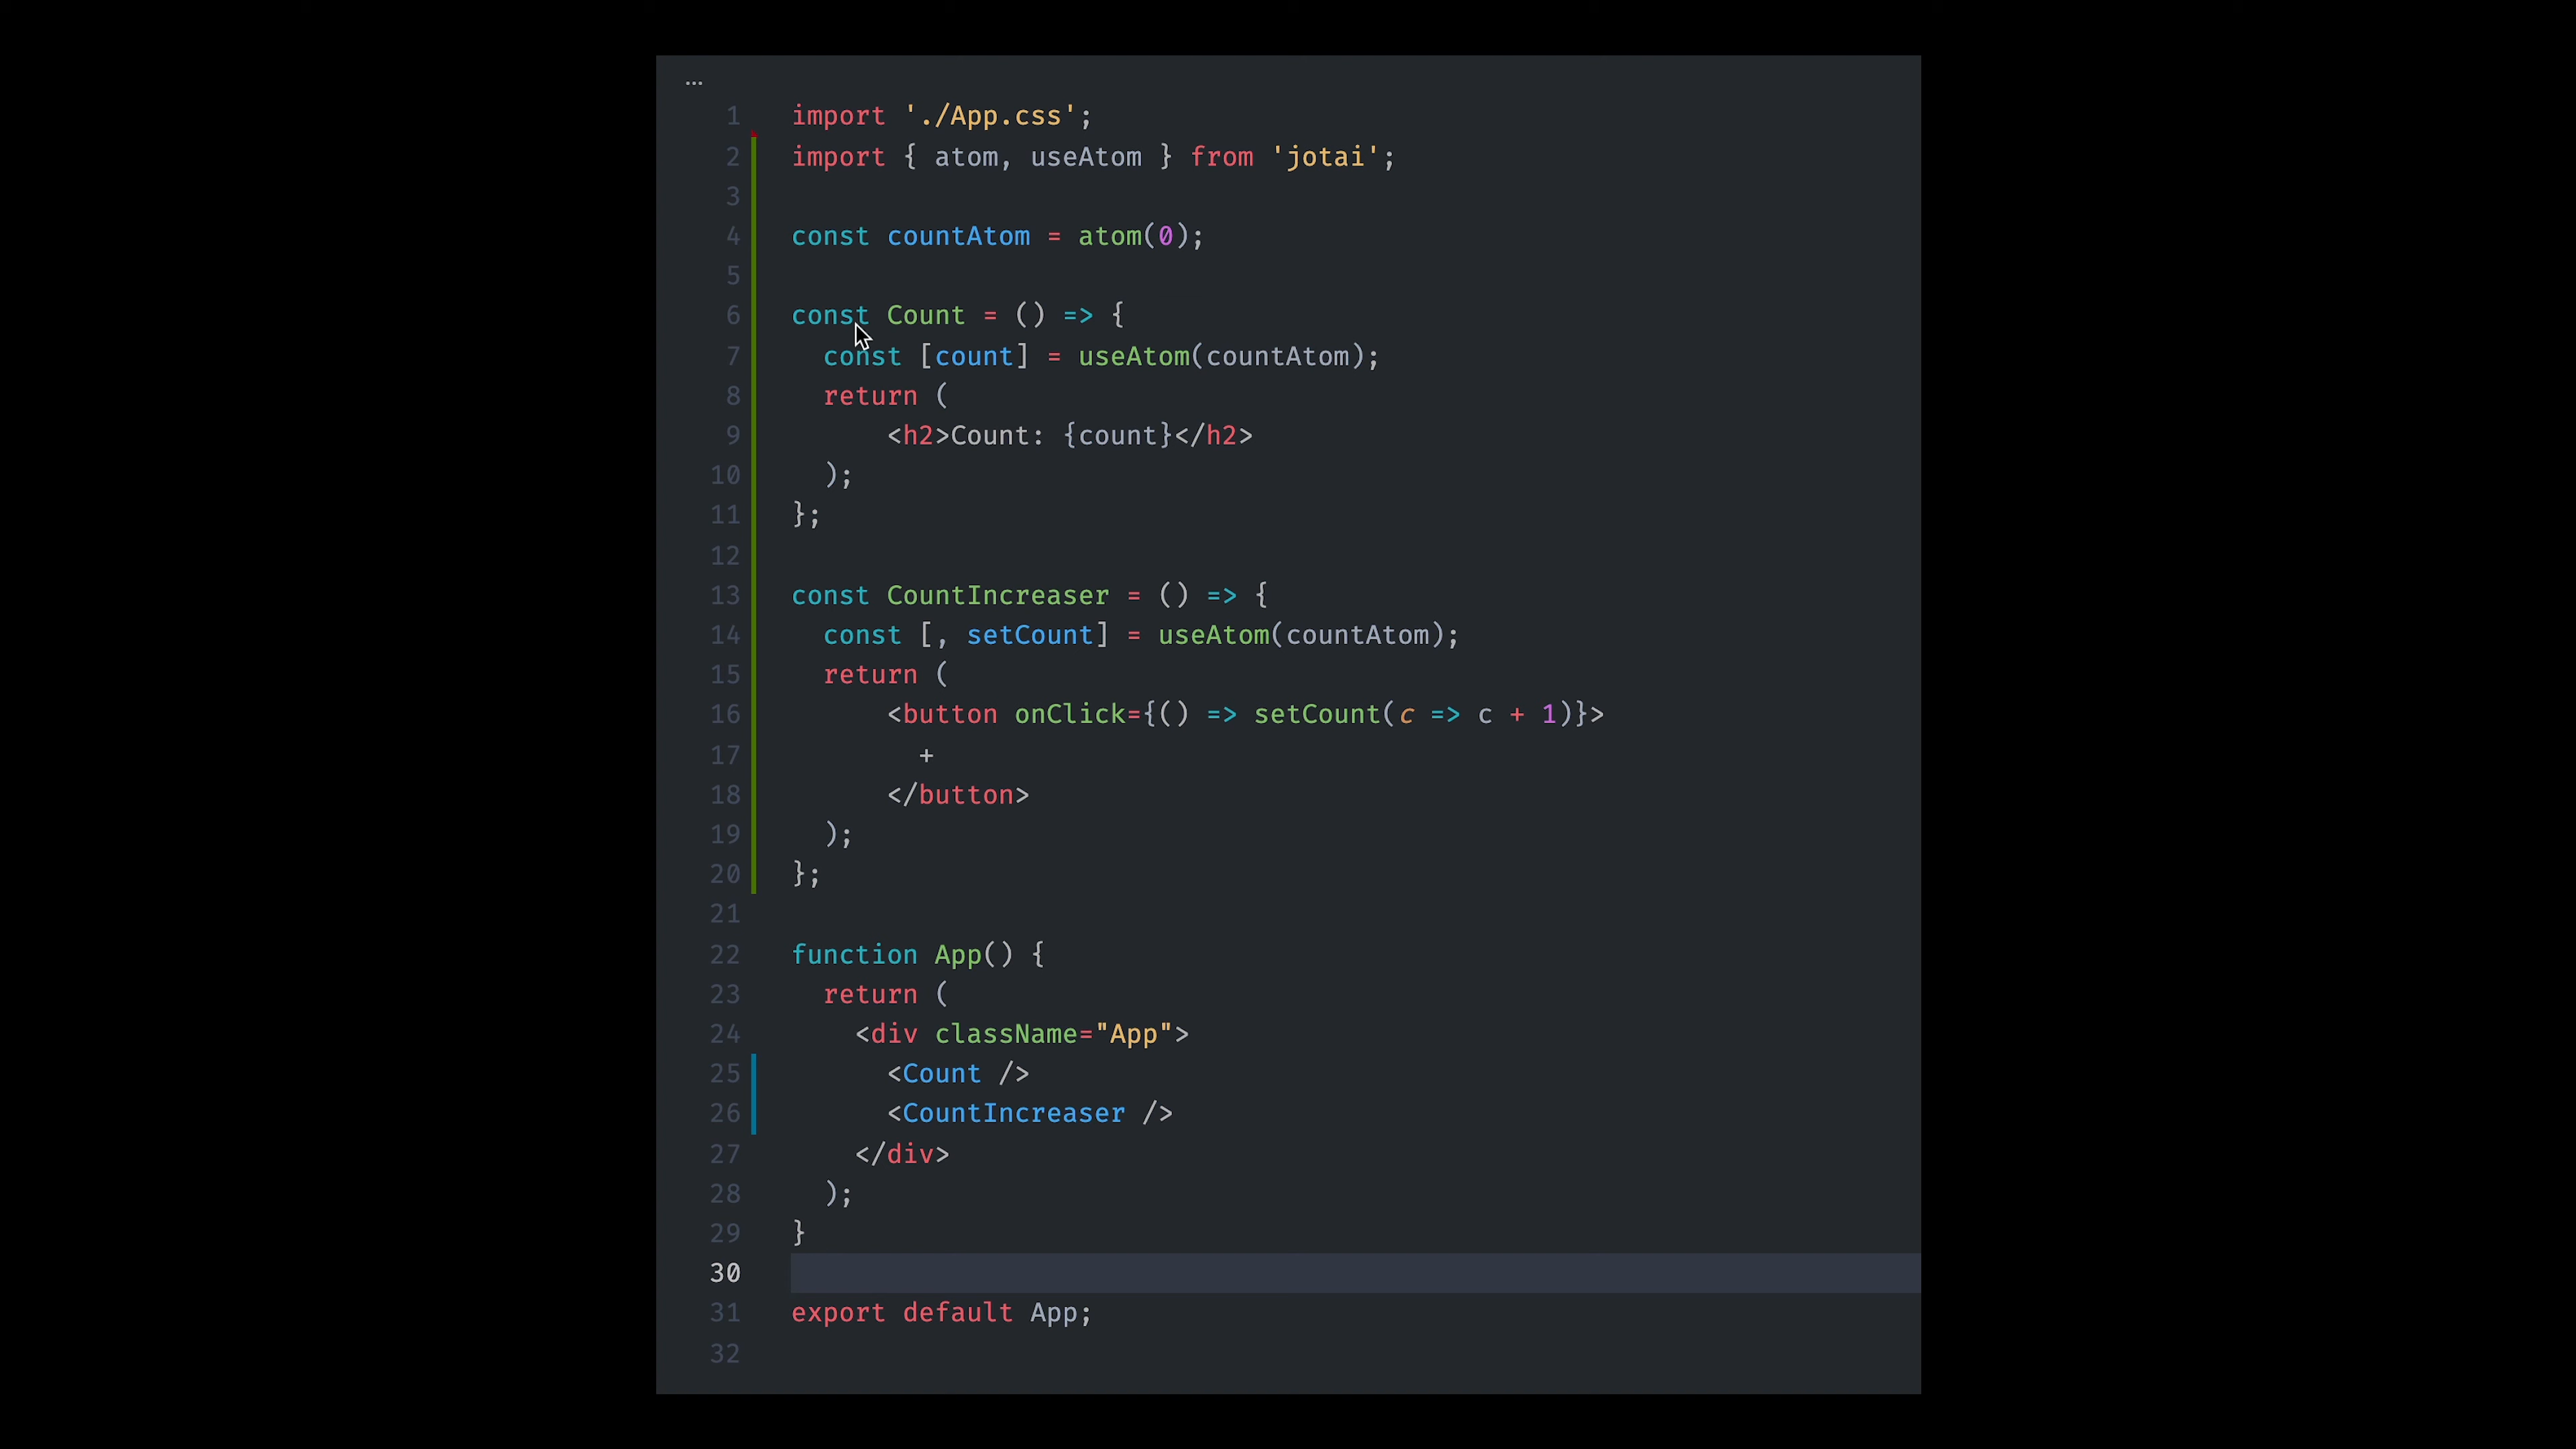 ...
1 import './App.css';
2 import { atom, useAtom } from 'jotai';
3
4 const countAtom = atom(0);
5
6 const Count = () => {
7   const [count] = useAtom(countAtom);
8   return (
9       <h2>Count: {count}</h2>
10   );
11 };
12
13 const CountIncreaser = () => {
14   const [, setCount] = useAtom(countAtom);
15   return (
16       <button onClick={() => setCount(c => c + 1)}>
17         +
18       </button>
19   );
20 };
21
22 function App() {
23   return (
24     <div className="App">
25       <Count />
26       <CountIncreaser />
27     </div>
28   );
29 }
30
31 export default App;
32